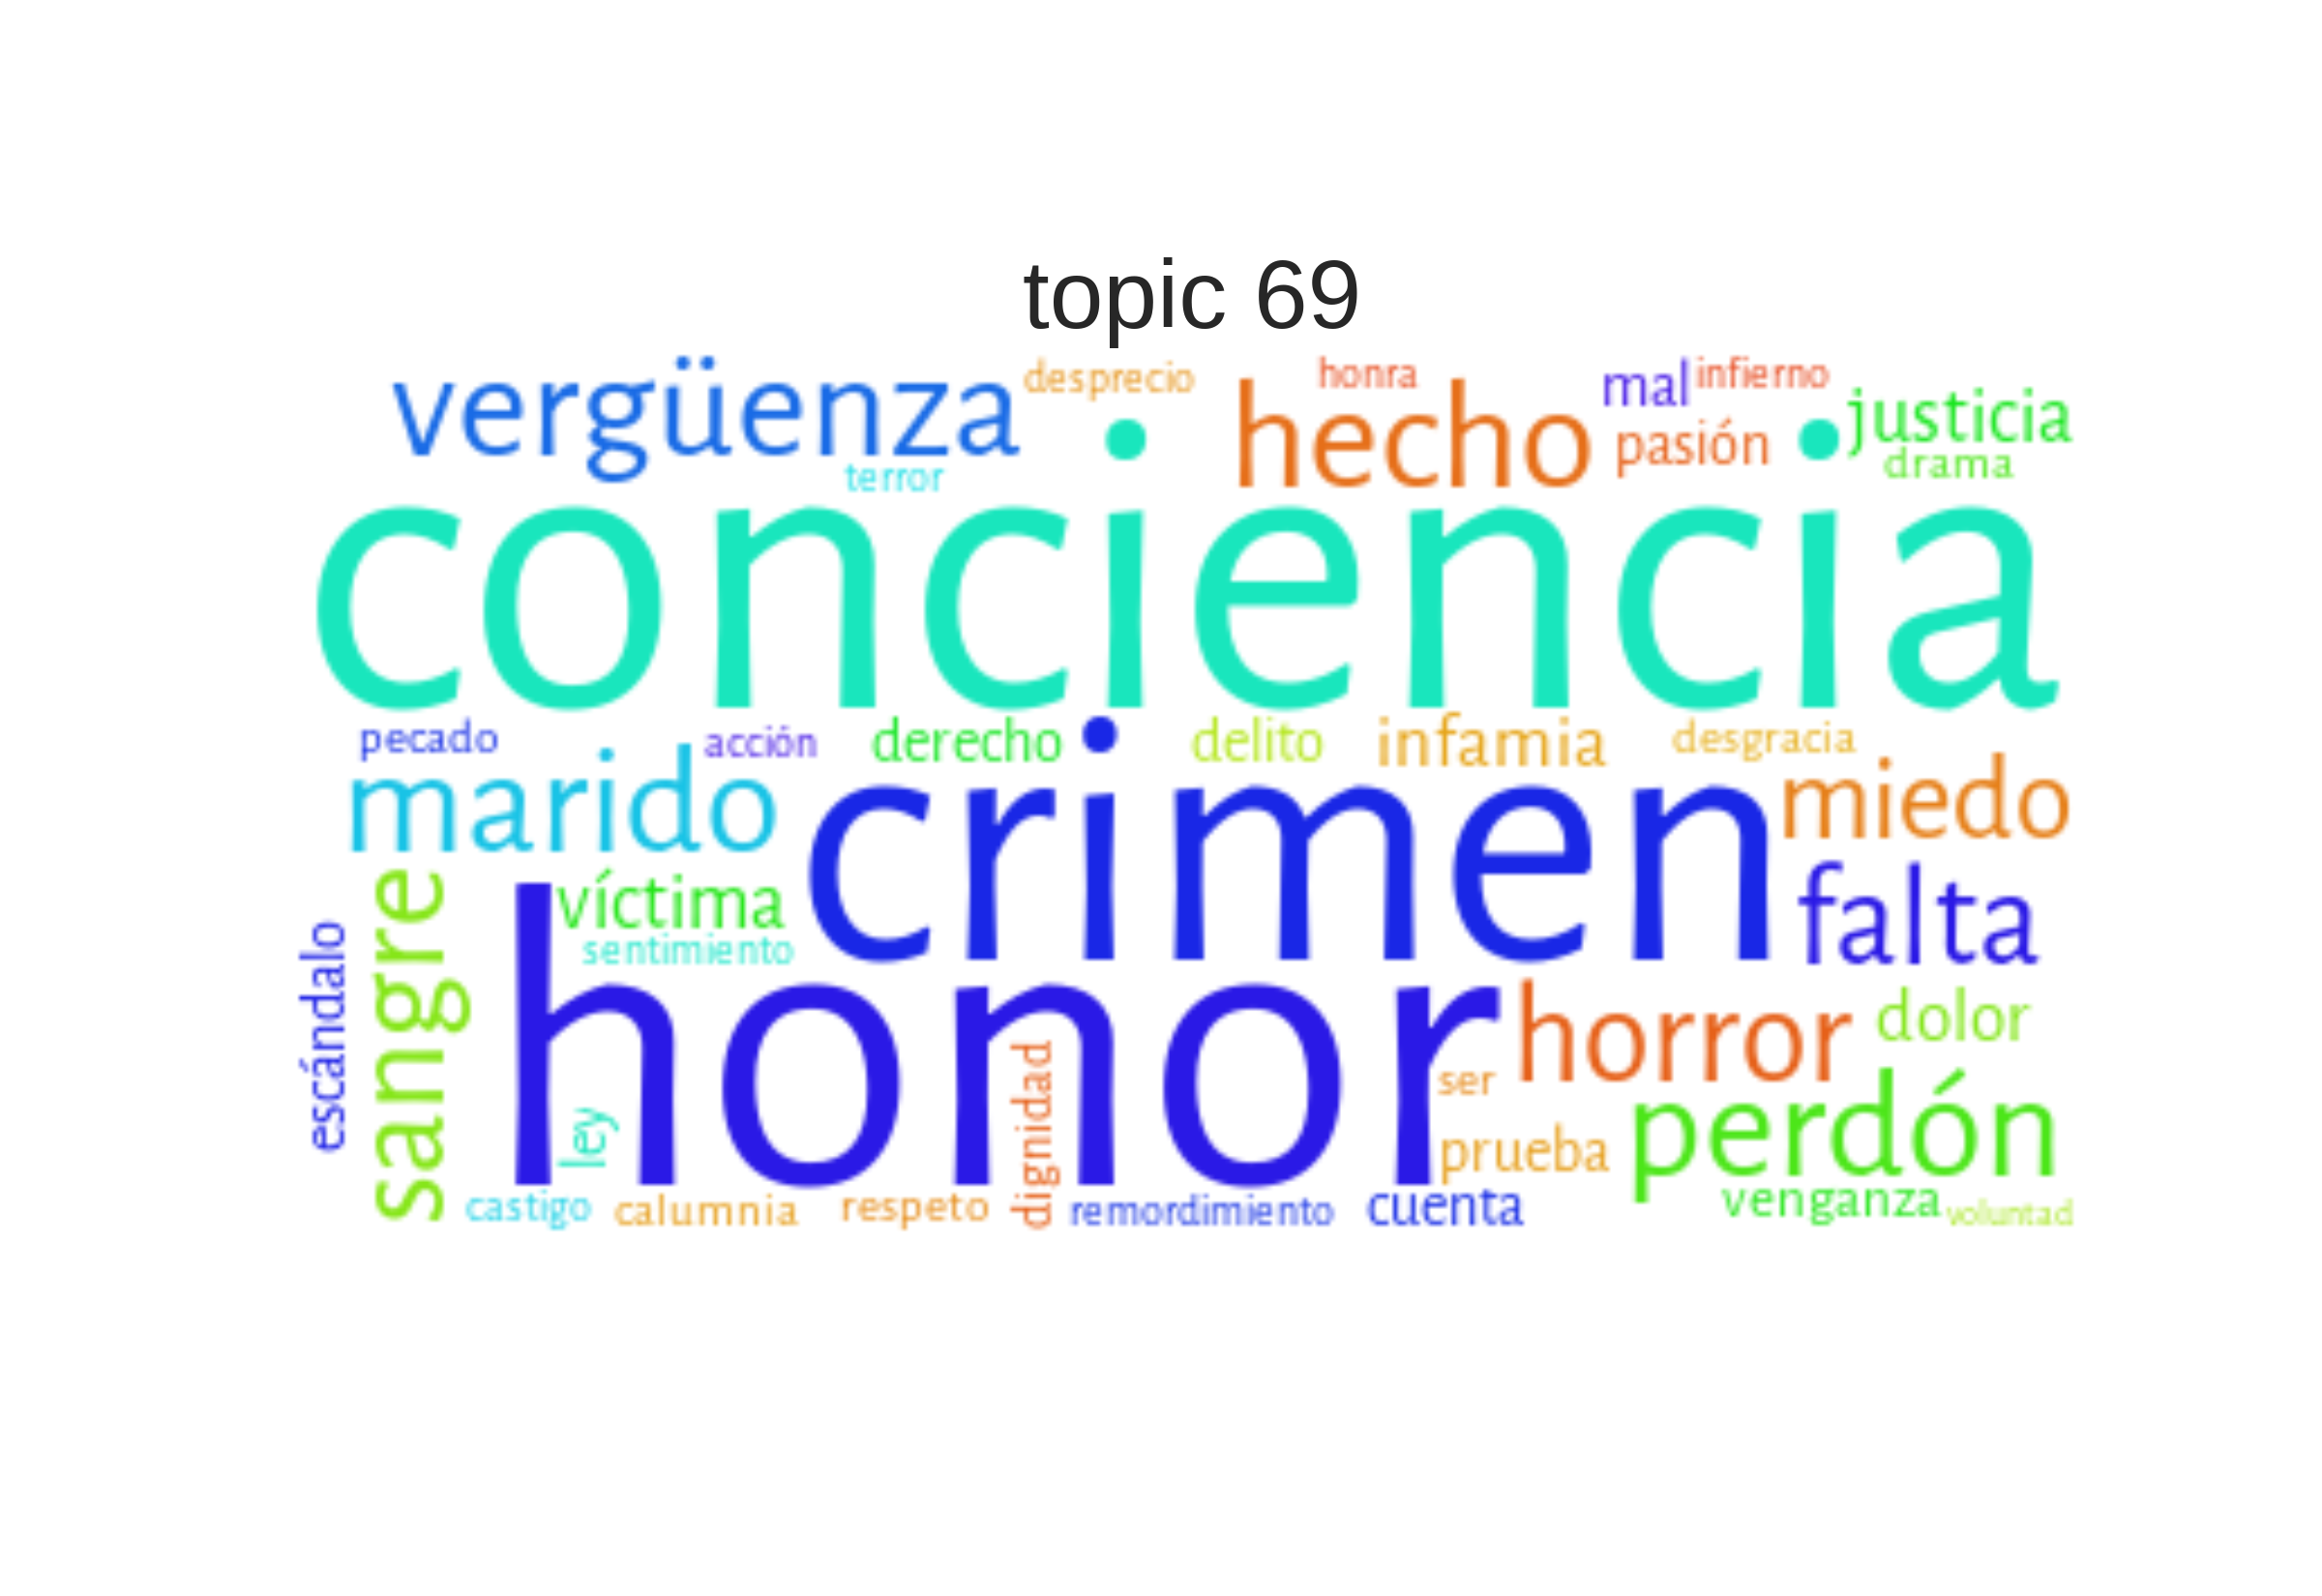 topic 69
vergüenza desprecio honra mal infierno
terror hecho pasión justicia
drama
conciencia
pecado acción derecho delito infamia desgracia
marido crimen miedo
víctima falta
sentimiento
escándalo sangre honor horror dolor
ley dignidad ser
prueba perdón
castigo calumnia respeto remordimiento cuenta venganza voluntad